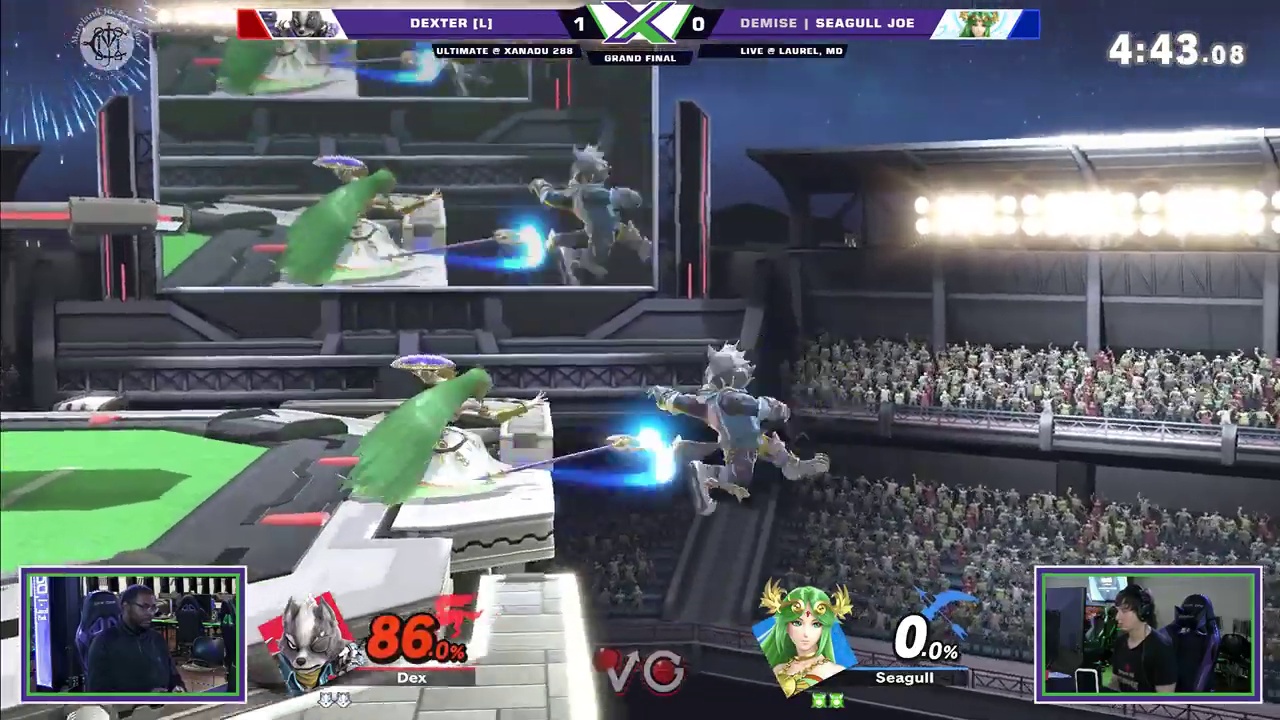 DEXTER [L] 1 0 DEMISE | SEAGULL JOE
ULTIMATE @ XANADU 288 GRAND FINAL LIVE @ LAUREL, MD
4:43.08
86.0%
Dex
0.0%
Seagull